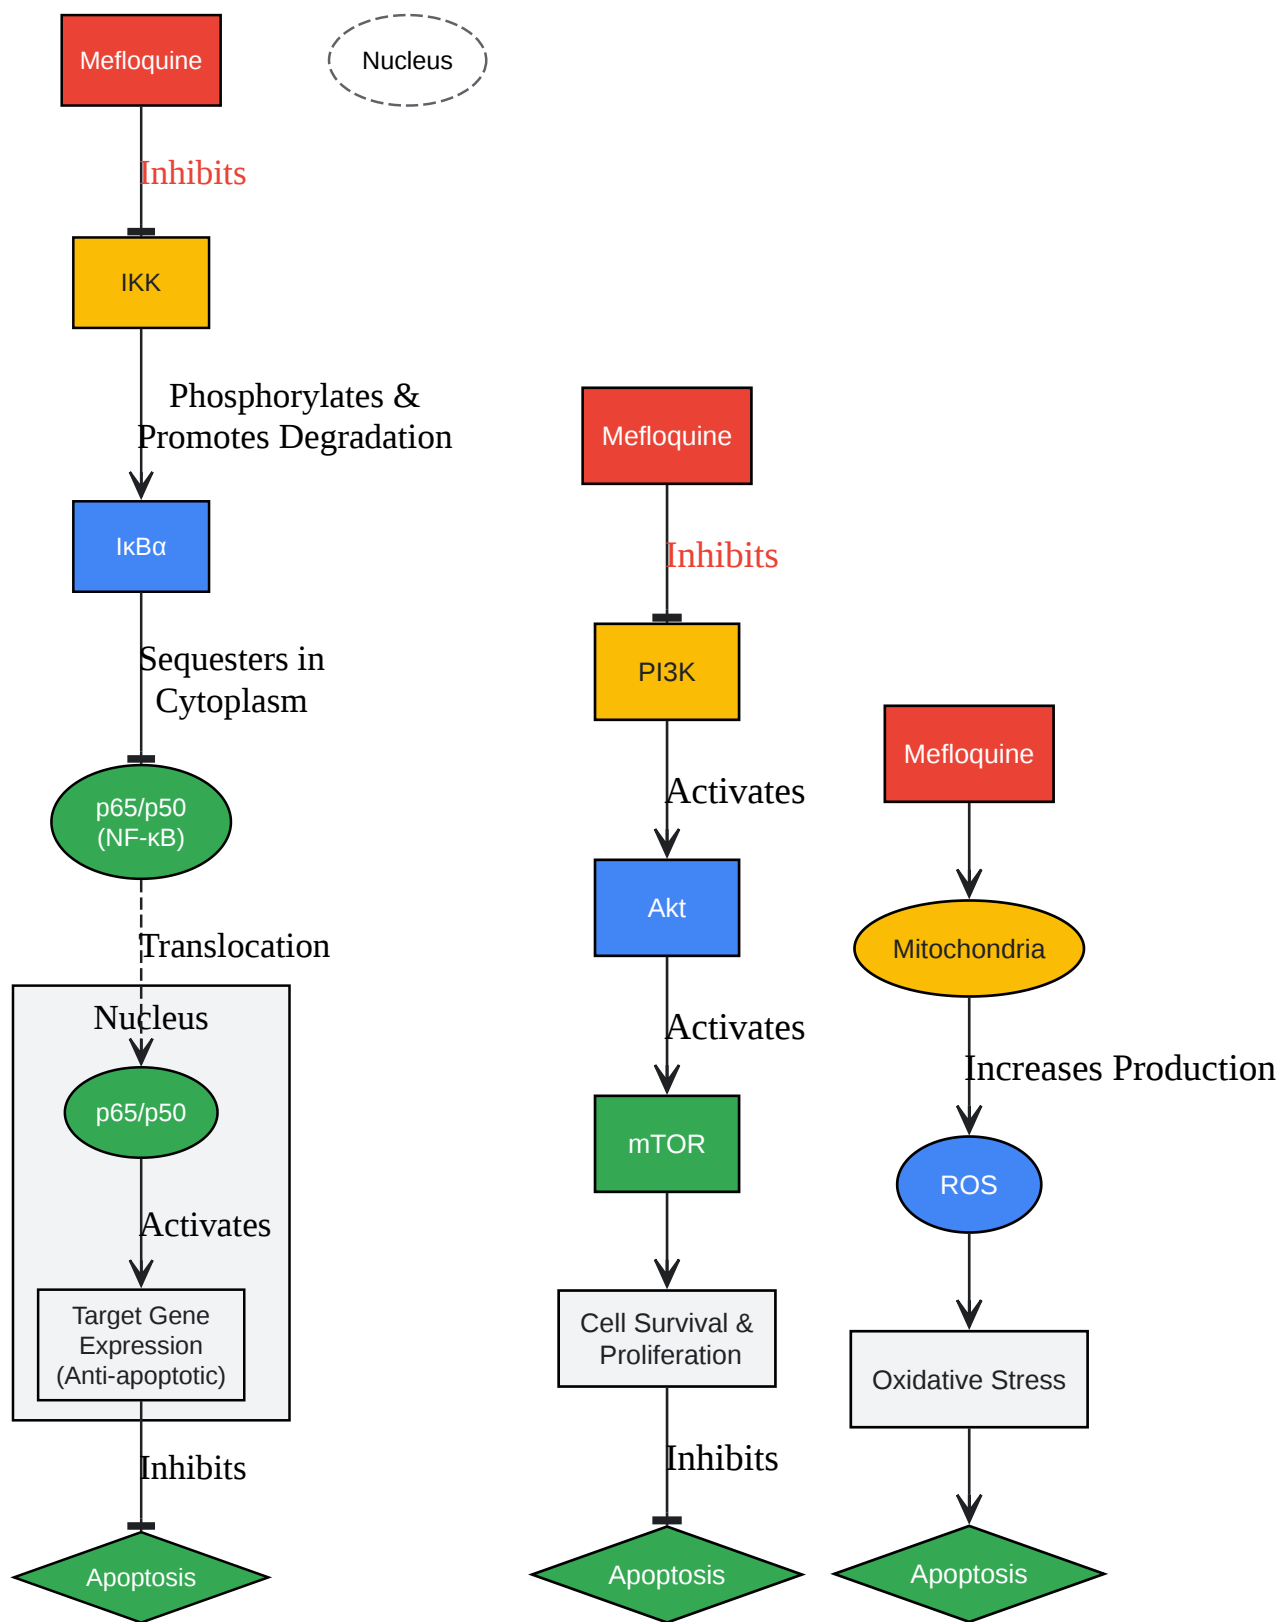 Mefloquine
Nucleus
Inhibits
IKK
Phosphorylates &
Promotes Degradation
IκBα
Sequesters in
Cytoplasm
p65/p50
(NF-κB)
Translocation
Nucleus
p65/p50
Activates
Target Gene
Expression
(Anti-apoptotic)
Inhibits
Apoptosis
Mefloquine
Inhibits
PI3K
Activates
Akt
Activates
mTOR
Cell Survival &
Proliferation
Inhibits
Apoptosis
Mefloquine
Mitochondria
Increases Production
ROS
Oxidative Stress
Apoptosis